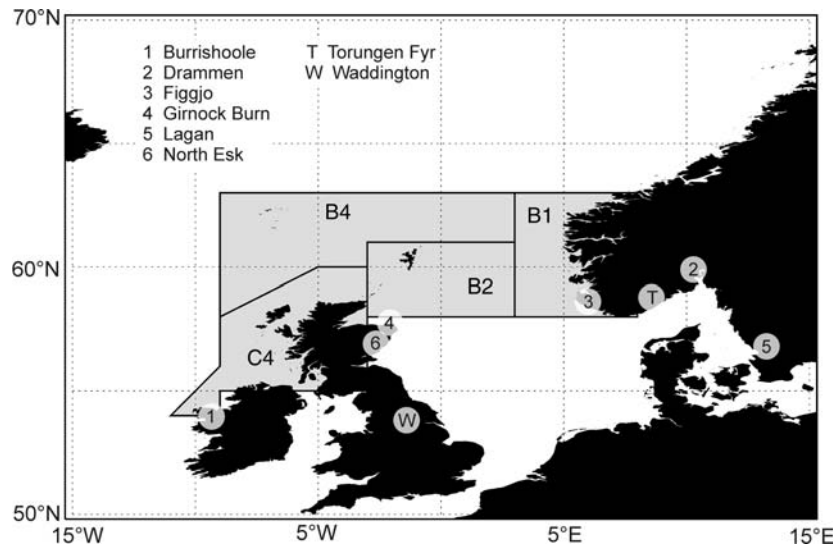 70°N
1 Burrishoole T Torungen Fyr
2 Drammen W Waddington
3 Figgjo
4 Girnock Burn
5 Lagan
6 North Esk
B4
B1
60°N
2
B2
3
T
4
C4
6
5
1
W
50°N
15°W 5°W 5°E 15°E